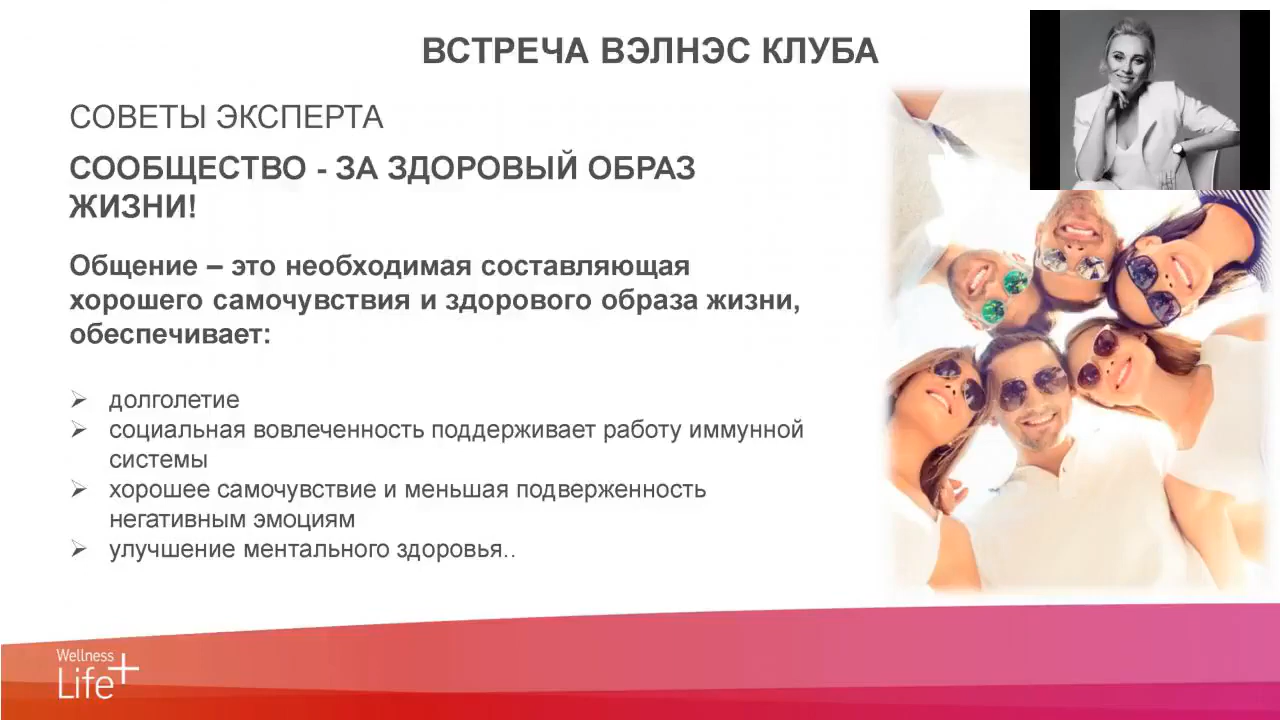 ВСТРЕЧА ВЭЛНЭС КЛУБА
СОВЕТЫ ЭКСПЕРТА
СООБЩЕСТВО - ЗА ЗДОРОВЫЙ ОБРАЗ
ЖИЗНИ!
Общение – это необходимая составляющая
хорошего самочувствия и здорового образа жизни,
обеспечивает:
➢ долголетие
➢ социальная вовлеченность поддерживает работу иммунной
системы
➢ хорошее самочувствие и меньшая подверженность
негативным эмоциям
➢ улучшение ментального здоровья..
Wellness
Life+